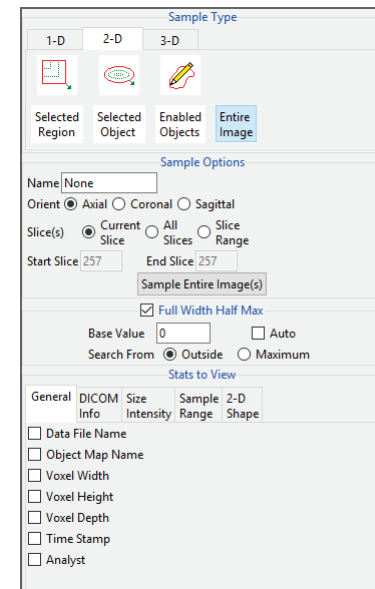 Sample Type
1-D 2-D 3-D
Selected Selected Enabled Entire
Region Object Objects Image
Sample Options
Name None
Orient Axial Coronal Sagittal
Slice(s) Current Slice All Slices Slice Range
Start Slice 257 End Slice 257
Sample Entire Image(s)
Full Width Half Max
Base Value 0 Auto
Search From Outside Maximum
Stats to View
General DICOM Info Size Intensity Sample Range 2-D Shape
Data File Name
Object Map Name
Voxel Width
Voxel Height
Voxel Depth
Time Stamp
Analyst